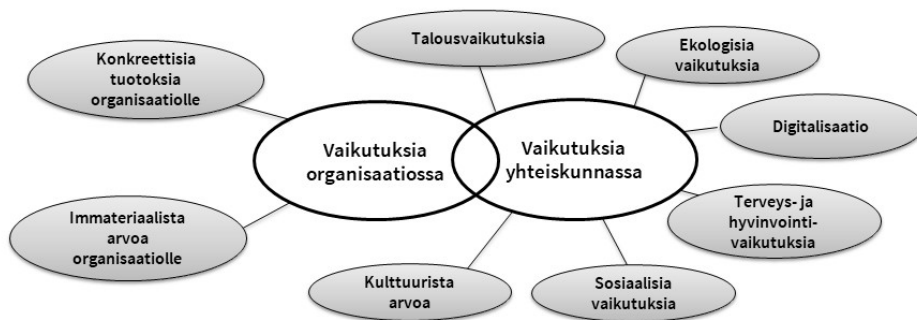 Talousvaikutuksia
Ekologisia
vaikutuksia
Konkreettisia
tuotoksia
organisaatiolle
Digitalisaatio
Vaikutuksia
organisaatiossa
Vaikutuksia
yhteiskunnassa
Terveys- ja
hyvinvointi-
vaikutuksia
Immateriaalista
arvoa
organisaatiolle
Kulttuurista
arvoa
Sosiaalisia
vaikutuksia